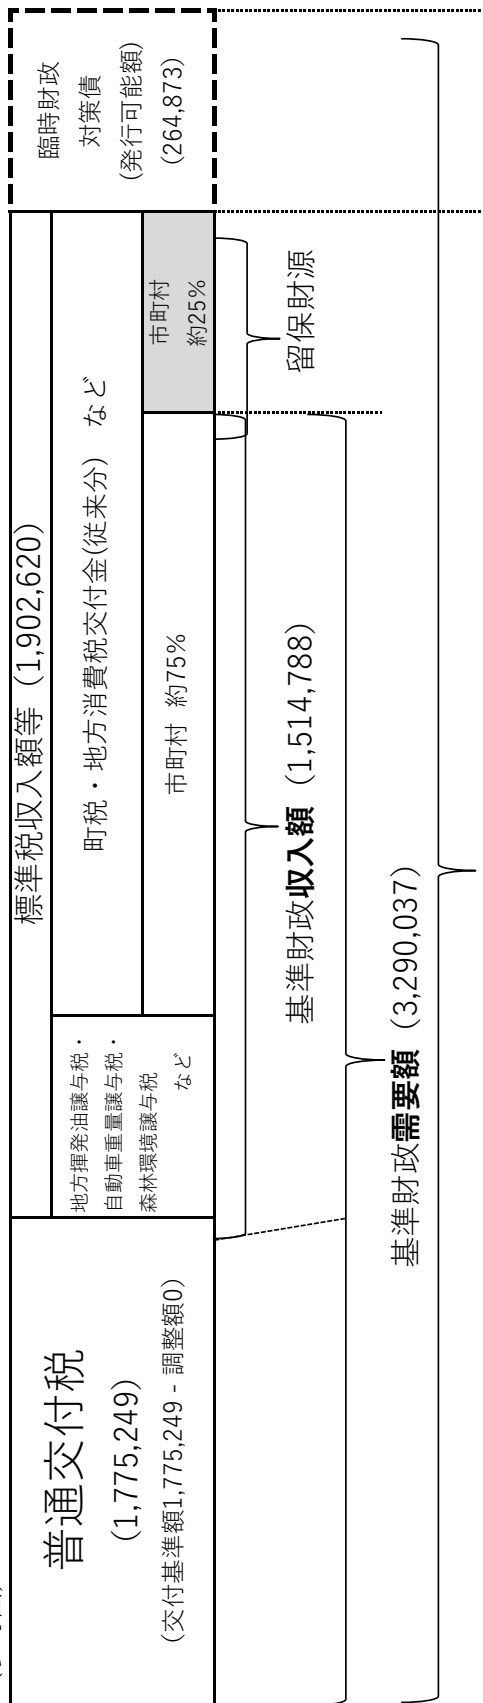 普通交付税
(1,775,249)
(交付基準額1,775,249 - 調整額0)
標準税収入額等（1,902,620）
地方揮発油譲与税・
自動車重量譲与税・
森林環境譲与税
など
町税・地方消費税交付金(従来分)　など
市町村 約75%
市町村
約25%
臨時財政
対策債
(発行可能額)
(264,873)
留保財源
基準財政収入額（1,514,788）
基準財政需要額（3,290,037）